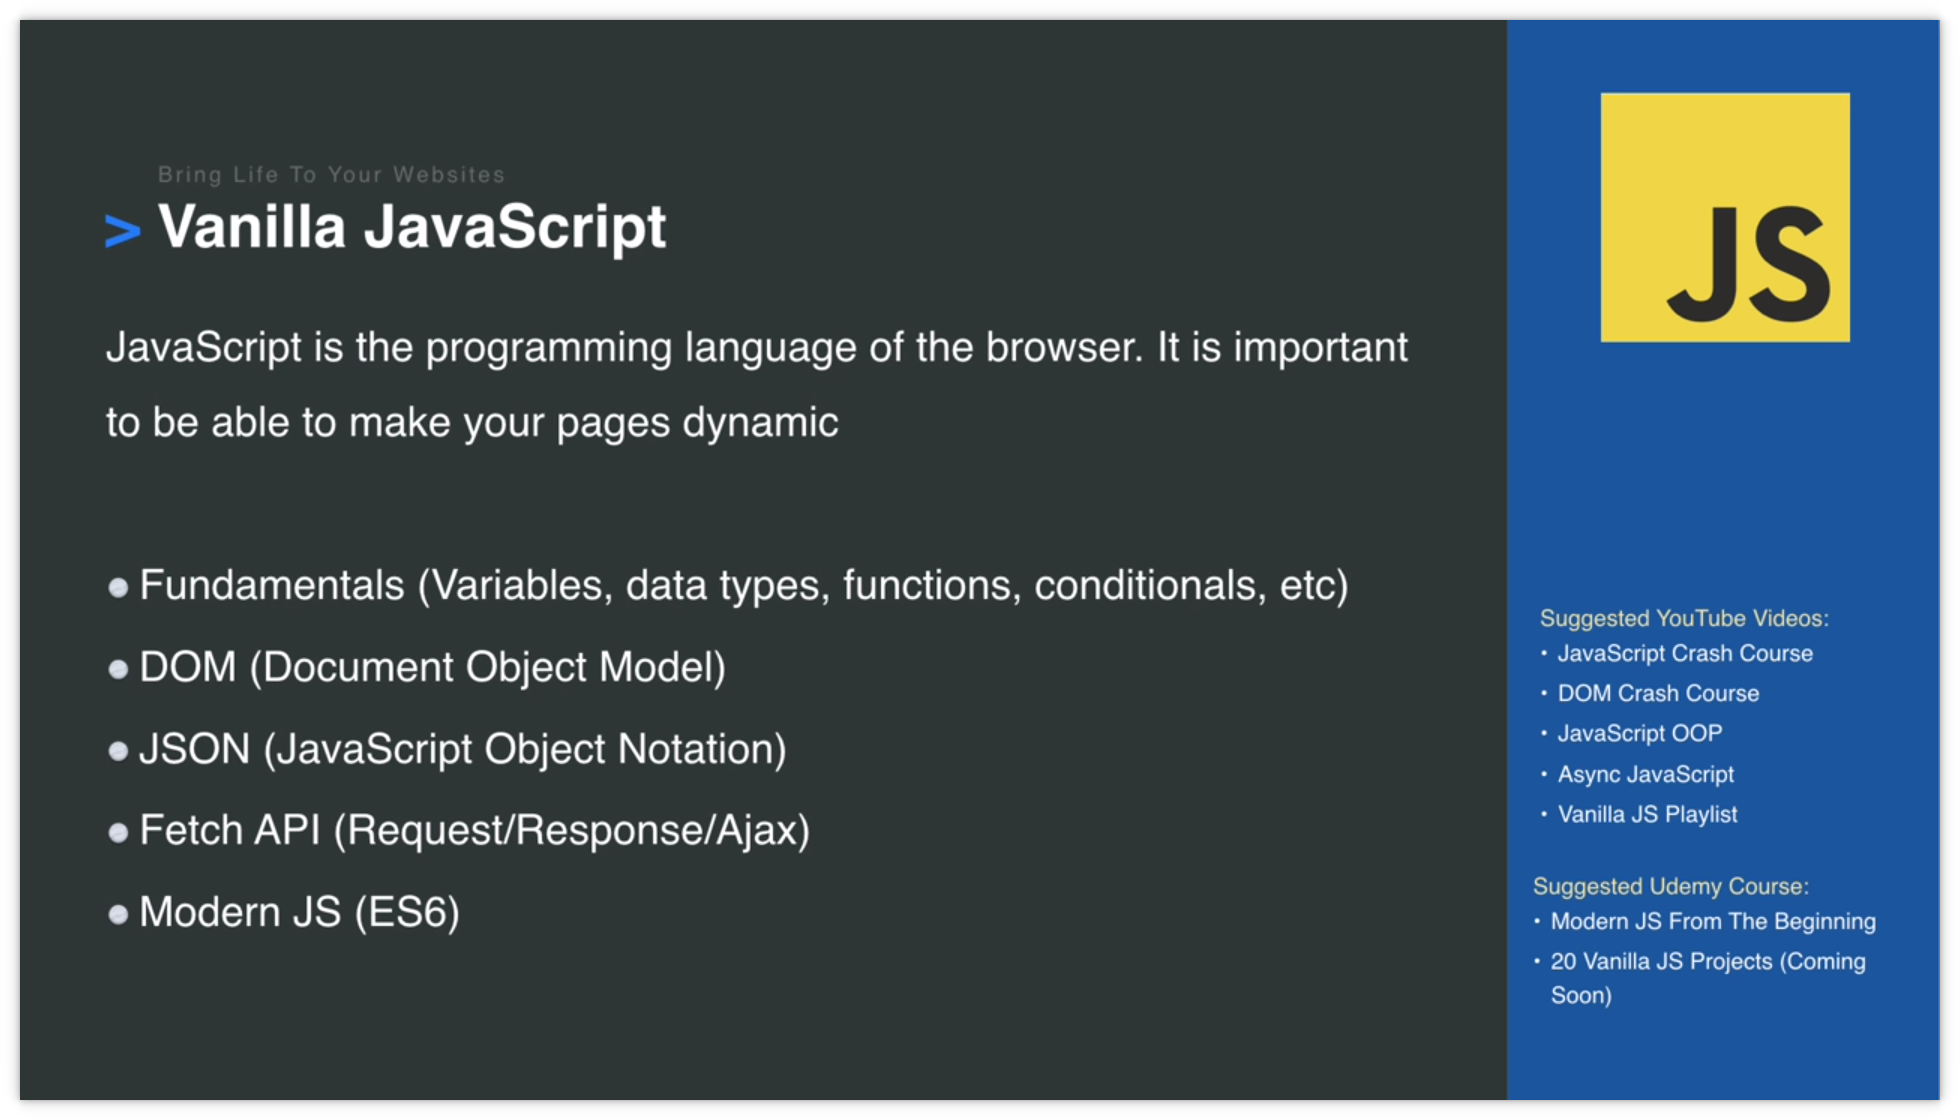 Bring Life To Your Websites
> Vanilla JavaScript
JavaScript is the programming language of the browser. It is important
to be able to make your pages dynamic
Fundamentals (Variables, data types, functions, conditionals, etc)
DOM (Document Object Model)
JSON (JavaScript Object Notation)
Fetch API (Request/Response/Ajax)
Modern JS (ES6)
JS
Suggested YouTube Videos:
• JavaScript Crash Course
• DOM Crash Course
• JavaScript OOP
• Async JavaScript
• Vanilla JS Playlist
Suggested Udemy Course:
• Modern JS From The Beginning
• 20 Vanilla JS Projects (Coming
Soon)